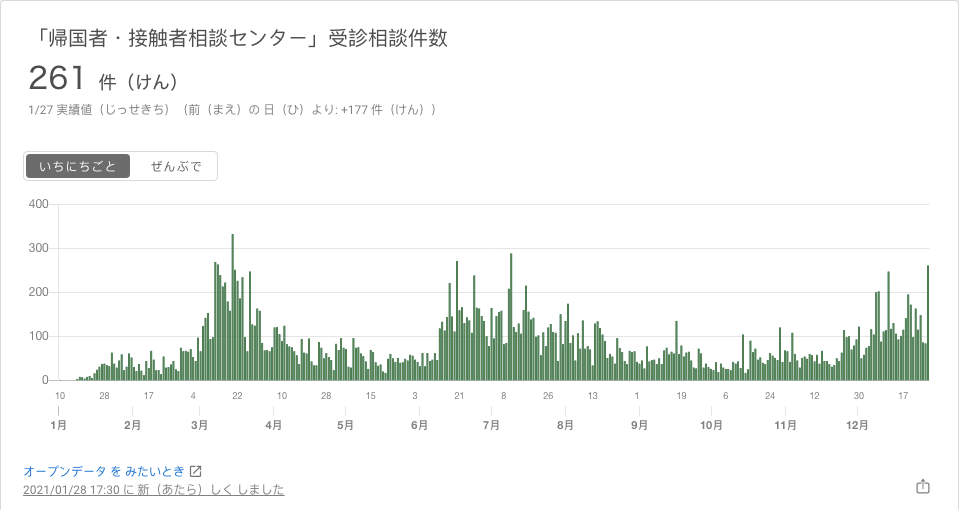 「帰国者・接触者相談センター」受診相談件数
261 件（けん）
1/27 実績値（じっせきち）（前（まえ）の 日（ひ）より: +177 件（けん））
いちにちごと ぜんぶで
400
300
200
100
0
10 28 17 4 22 10 28 15 3 21 8 26 13 1 19 6 24 12 30 17
1月 2月 3月 4月 5月 6月 7月 8月 9月 10月 11月 12月
オープンデータ を みたいとき
2021/01/28 17:30 に 新（あたら）しく しました